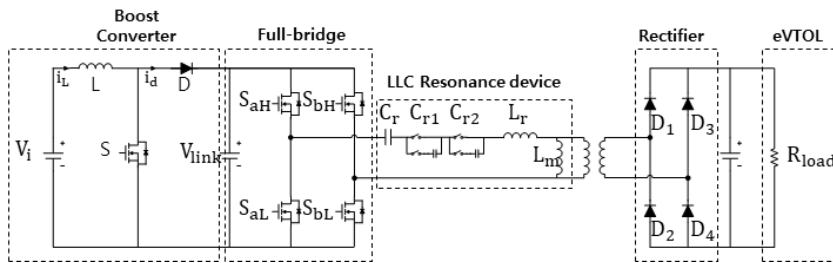 Boost
Converter
Full-bridge
LLC Resonance device
Rectifier
eVTOL
i_L
L
i_d
D
S
V_i
+
-
V_link
+
-
S_aH
S_bH
S_aL
S_bL
C_r
C_r1
C_r2
L_r
L_m
D_1
D_3
D_2
D_4
+
-
R_load